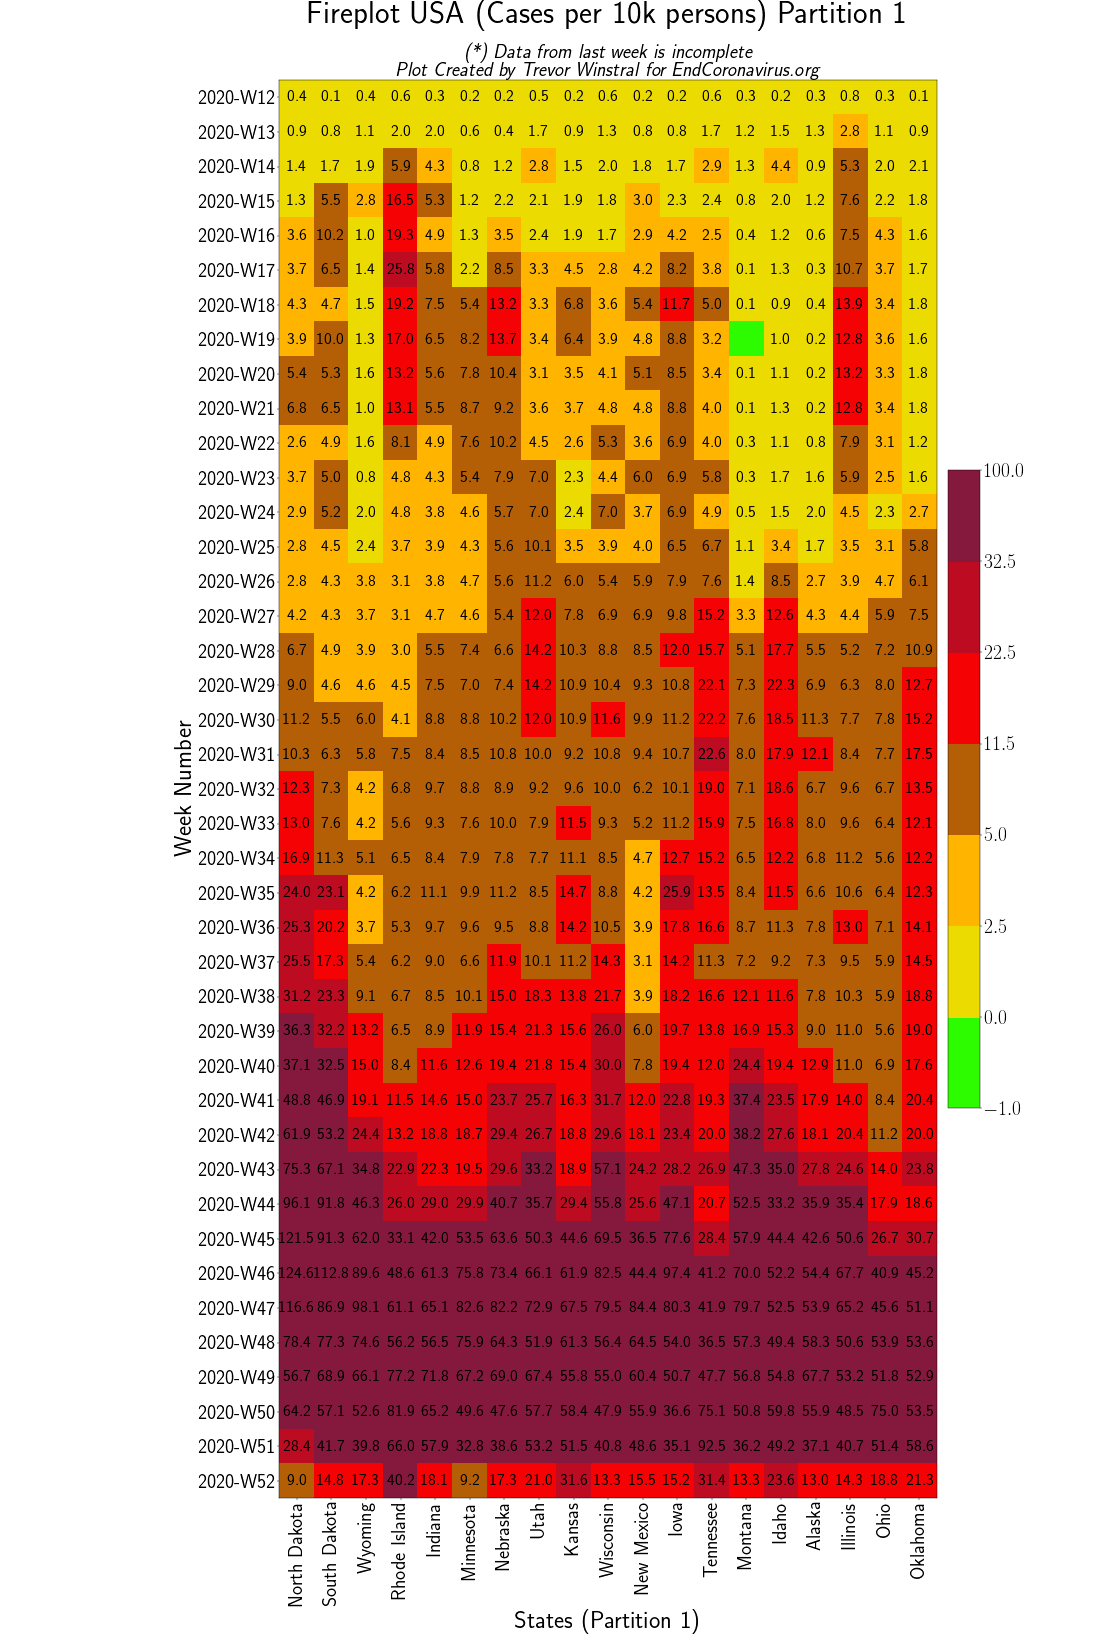 Fireplot USA (Cases per 10k persons) Partition 1
(*) Data from last week is incomplete
Plot Created by Trevor Winstral for EndCoronavirus.org
Week Number
2020-W12 0.4 0.1 0.4 0.6 0.3 0.2 0.2 0.5 0.2 0.6 0.2 0.2 0.6 0.3 0.2 0.3 0.8 0.3 0.1
2020-W13 0.9 0.8 1.1 2.0 2.0 0.6 0.4 1.7 0.9 1.3 0.8 0.8 1.7 1.2 1.5 1.3 2.8 1.1 0.9
2020-W14 1.4 1.7 1.9 5.9 4.3 0.8 1.2 2.8 1.5 2.0 1.8 1.7 2.9 1.3 4.4 0.9 5.3 2.0 2.1
2020-W15 1.3 5.5 2.8 16.5 5.3 1.2 2.2 2.1 1.9 1.8 3.0 2.3 2.4 0.8 2.0 1.2 7.6 2.2 1.8
2020-W16 3.6 10.2 1.0 19.3 4.9 1.3 3.5 2.4 1.9 1.7 2.9 4.2 2.5 0.4 1.2 0.6 7.5 4.3 1.6
2020-W17 3.7 6.5 1.4 25.8 5.8 2.2 8.5 3.3 4.5 2.8 4.2 8.2 3.8 0.1 1.3 0.3 10.7 3.7 1.7
2020-W18 4.3 4.7 1.5 19.2 7.5 5.4 13.2 3.3 6.8 3.6 5.4 11.7 5.0 0.1 0.9 0.4 13.9 3.4 1.8
2020-W19 3.9 10.0 1.3 17.0 6.5 8.2 13.7 3.4 6.4 3.9 4.8 8.8 3.2 1.0 0.2 12.8 3.6 1.6
2020-W20 5.4 5.3 1.6 13.2 5.6 7.8 10.4 3.1 3.5 4.1 5.1 8.5 3.4 0.1 1.1 0.2 13.2 3.3 1.8
2020-W21 6.8 6.5 1.0 13.1 5.5 8.7 9.2 3.6 3.7 4.8 4.8 8.8 4.0 0.1 1.3 0.2 12.8 3.4 1.8
2020-W22 2.6 4.9 1.6 8.1 4.9 7.6 10.2 4.5 2.6 5.3 3.6 6.9 4.0 0.3 1.1 0.8 7.9 3.1 1.2
2020-W23 3.7 5.0 0.8 4.8 4.3 5.4 7.9 7.0 2.3 4.4 6.0 6.9 5.8 0.3 1.7 1.6 5.9 2.5 1.6
2020-W24 2.9 5.2 2.0 4.8 3.8 4.6 5.7 7.0 2.4 7.0 3.7 6.9 4.9 0.5 1.5 2.0 4.5 2.3 2.7
2020-W25 2.8 4.5 2.4 3.7 3.9 4.3 5.6 10.1 3.5 3.9 4.0 6.5 6.7 1.1 3.4 1.7 3.5 3.1 5.8
2020-W26 2.8 4.3 3.8 3.1 3.8 4.7 5.6 11.2 6.0 5.4 5.9 7.9 7.6 1.4 8.5 2.7 3.9 4.7 6.1
2020-W27 4.2 4.3 3.7 3.1 4.7 4.6 5.4 12.0 7.8 6.9 6.9 9.8 15.2 3.3 12.6 4.3 4.4 5.9 7.5
2020-W28 6.7 4.9 3.9 3.0 5.5 7.4 6.6 14.2 10.3 8.8 8.5 12.0 15.7 5.1 17.7 5.5 5.2 7.2 10.9
2020-W29 9.0 4.6 4.6 4.5 7.5 7.0 7.4 14.2 10.9 10.4 9.3 10.8 22.1 7.3 22.3 6.9 6.3 8.0 12.7
2020-W30 11.2 5.5 6.0 4.1 8.8 8.8 10.2 12.0 10.9 11.6 9.9 11.2 22.2 7.6 18.5 11.3 7.7 7.8 15.2
2020-W31 10.3 6.3 5.8 7.5 8.4 8.5 10.8 10.0 9.2 10.8 9.4 10.7 22.6 8.0 17.9 12.1 8.4 7.7 17.5
2020-W32 12.3 7.3 4.2 6.8 9.7 8.8 8.9 9.2 9.6 10.0 6.2 10.1 19.0 7.1 18.6 6.7 9.6 6.7 13.5
2020-W33 13.0 7.6 4.2 5.6 9.3 7.6 10.0 7.9 11.5 9.3 5.2 11.2 15.9 7.5 16.8 8.0 9.6 6.4 12.1
2020-W34 16.9 11.3 5.1 6.5 8.4 7.9 7.8 7.7 11.1 8.5 4.7 12.7 15.2 6.5 12.2 6.8 11.2 5.6 12.2
2020-W35 24.0 23.1 4.2 6.2 11.1 9.9 11.2 8.5 14.7 8.8 4.2 25.9 13.5 8.4 11.5 6.6 10.6 6.4 12.3
2020-W36 25.3 20.2 3.7 5.3 9.7 9.6 9.5 8.8 14.2 10.5 3.9 17.8 16.6 8.7 11.3 7.8 13.0 7.1 14.1
2020-W37 25.5 17.3 5.4 6.2 9.0 6.6 11.9 10.1 11.2 14.3 3.1 14.2 11.3 7.2 9.2 7.3 9.5 5.9 14.5
2020-W38 31.2 23.3 9.1 6.7 8.5 10.1 15.0 18.3 13.8 21.7 3.9 18.2 16.6 12.1 11.6 7.8 10.3 5.9 18.8
2020-W39 36.3 32.2 13.2 6.5 8.9 11.9 15.4 21.3 15.6 26.0 6.0 19.7 13.8 16.9 15.3 9.0 11.0 5.6 19.0
2020-W40 37.1 32.5 15.0 8.4 11.6 12.6 19.4 21.8 15.4 30.0 7.8 19.4 12.0 24.4 19.4 12.9 11.0 6.9 17.6
2020-W41 48.8 46.9 19.1 11.5 14.6 15.0 23.7 25.7 16.3 31.7 12.0 22.8 19.3 37.4 23.5 17.9 14.0 8.4 20.4
2020-W42 61.9 53.2 24.4 13.2 18.8 18.7 29.4 26.7 18.8 29.6 18.1 23.4 20.0 38.2 27.6 18.1 20.4 11.2 20.0
2020-W43 75.3 67.1 34.8 22.9 22.3 19.5 29.6 33.2 18.9 57.1 24.2 28.2 26.9 47.3 35.0 27.8 24.6 14.0 23.8
2020-W44 96.1 91.8 46.3 26.0 29.0 29.9 40.7 35.7 29.4 55.8 25.6 47.1 20.7 52.5 33.2 35.9 35.4 17.9 18.6
2020-W45 121.5 91.3 62.0 33.1 42.0 53.5 63.6 50.3 44.6 69.5 36.5 77.6 28.4 57.9 44.4 42.6 50.6 26.7 30.7
2020-W46 124.6 112.8 89.6 48.6 61.3 75.8 73.4 66.1 61.9 82.5 44.4 97.4 41.2 70.0 52.2 54.4 67.7 40.9 45.2
2020-W47 116.6 86.9 98.1 61.1 65.1 82.6 82.2 72.9 67.5 79.5 84.4 80.3 41.9 79.7 52.5 53.9 65.2 45.6 51.1
2020-W48 78.4 77.3 74.6 56.2 56.5 75.9 64.3 51.9 61.3 56.4 64.5 54.0 36.5 57.3 49.4 58.3 50.6 53.9 53.6
2020-W49 56.7 68.9 66.1 77.2 71.8 67.2 69.0 67.4 55.8 55.0 60.4 50.7 47.7 56.8 54.8 67.7 53.2 51.8 52.9
2020-W50 64.2 57.1 52.6 81.9 65.2 49.6 47.6 57.7 58.4 47.9 55.9 36.6 75.1 50.8 59.8 55.9 48.5 75.0 53.5
2020-W51 28.4 41.7 39.8 66.0 57.9 32.8 38.6 53.2 51.5 40.8 48.6 35.1 92.5 36.2 49.2 37.1 40.7 51.4 58.6
2020-W52 9.0 14.8 17.3 40.2 18.1 9.2 17.3 21.0 31.6 13.3 15.5 15.2 31.4 13.3 23.6 13.0 14.3 18.8 21.3
North Dakota
South Dakota
Wyoming
Rhode Island
Indiana
Minnesota
Nebraska
Utah
Kansas
Wisconsin
New Mexico
Iowa
Tennessee
Montana
Idaho
Alaska
Illinois
Ohio
Oklahoma
States (Partition 1)
100.0
32.5
22.5
11.5
5.0
2.5
0.0
−1.0